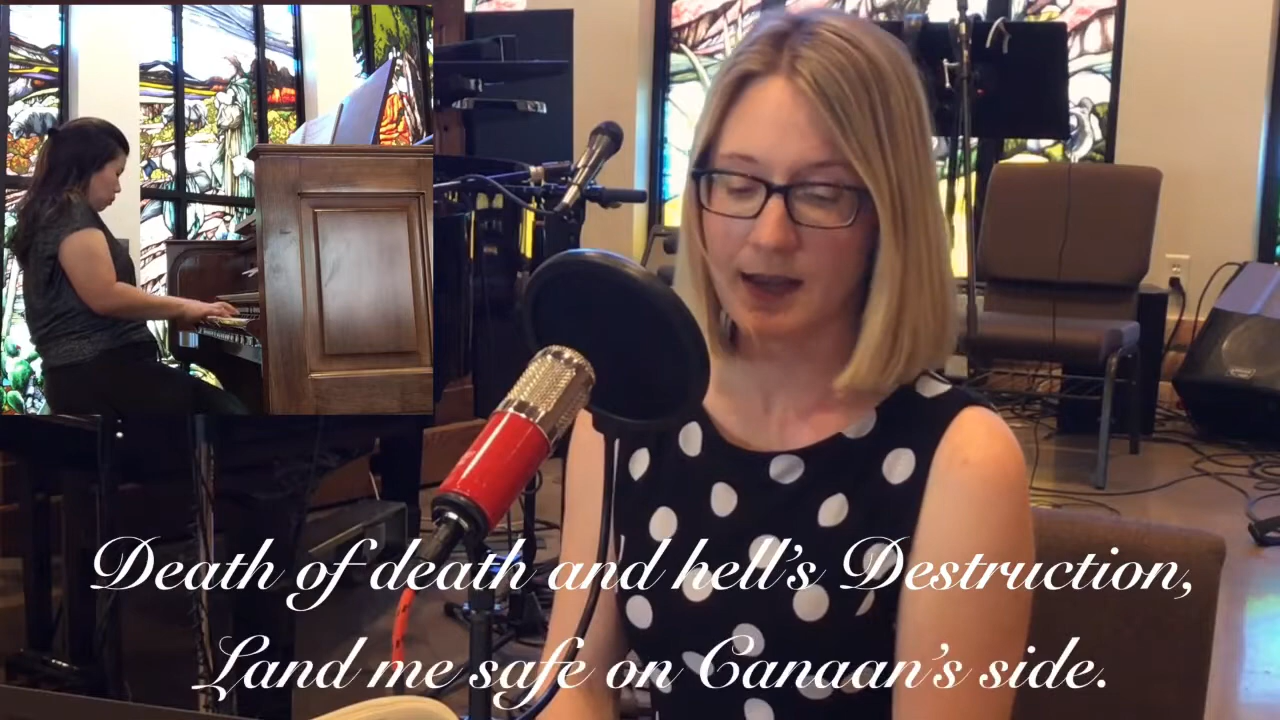 Death of death and hell's Destruction,
Land me safe on Canaan's side.